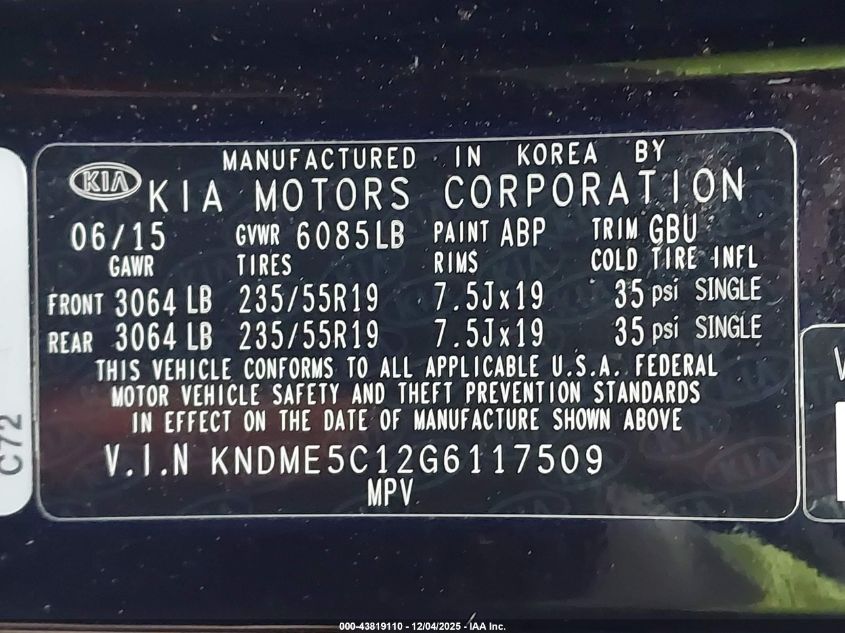 MANUFACTURED IN KOREA BY
KIA KIA MOTORS CORPORATION
06/15 GVWR 6085LB PAINT ABP TRIM GBU
GAWR TIRES RIMS COLD TIRE INFL
FRONT 3064 LB 235/55R19 7.5Jx19 35 psi SINGLE
REAR 3064 LB 235/55R19 7.5Jx19 35 psi SINGLE
THIS VEHICLE CONFORMS TO ALL APPLICABLE U.S.A. FEDERAL
MOTOR VEHICLE SAFETY AND THEFT PREVENTION STANDARDS
IN EFFECT ON THE DATE OF MANUFACTURE SHOWN ABOVE
V.I.N KNDME5C12G6117509
MPV
C72
000-43819110 - 12/04/2025 - IAA Inc.